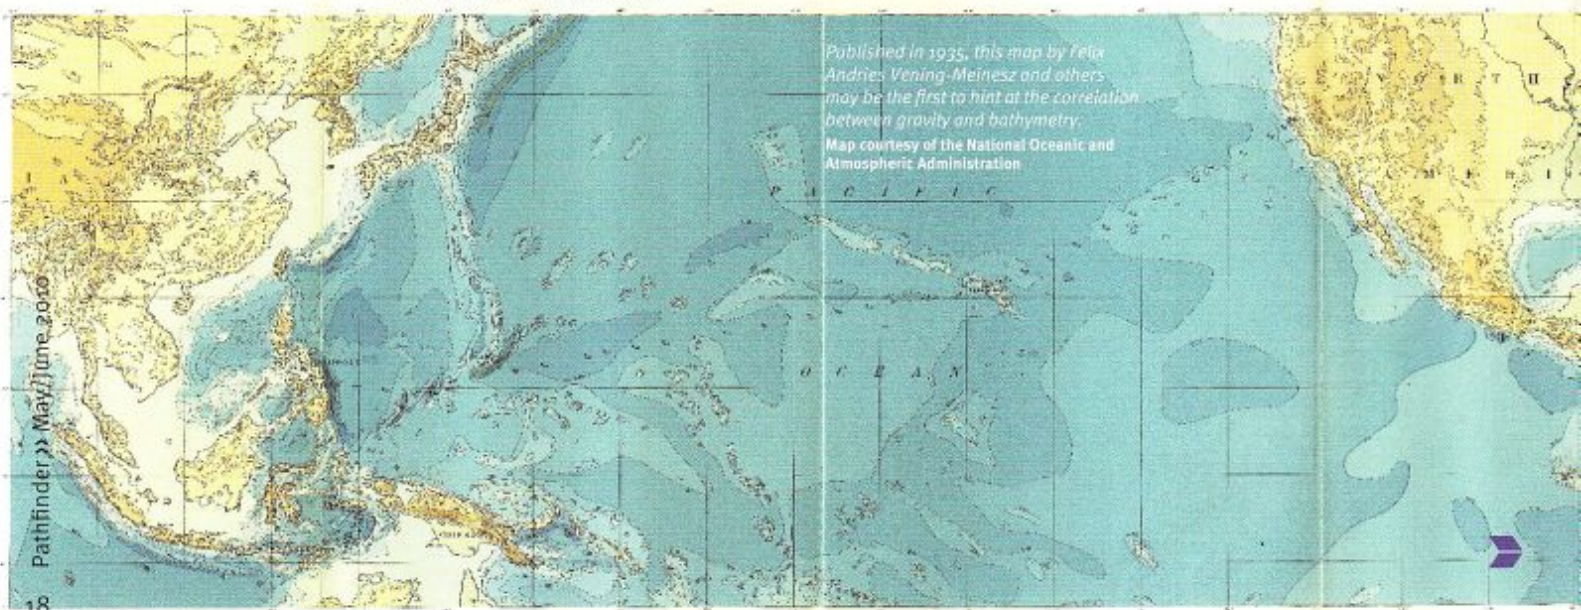 Published in 1935, this map by Felix
Andries Vening-Meinesz and others
may be the first to hint at the correlation
between gravity and bathymetry.
Map courtesy of the National Oceanic and
Atmospheric Administration
N O R T H
A M E R I
P A C I F I C
O C E A N
I A
Pathfinder >> May/June 2010
18